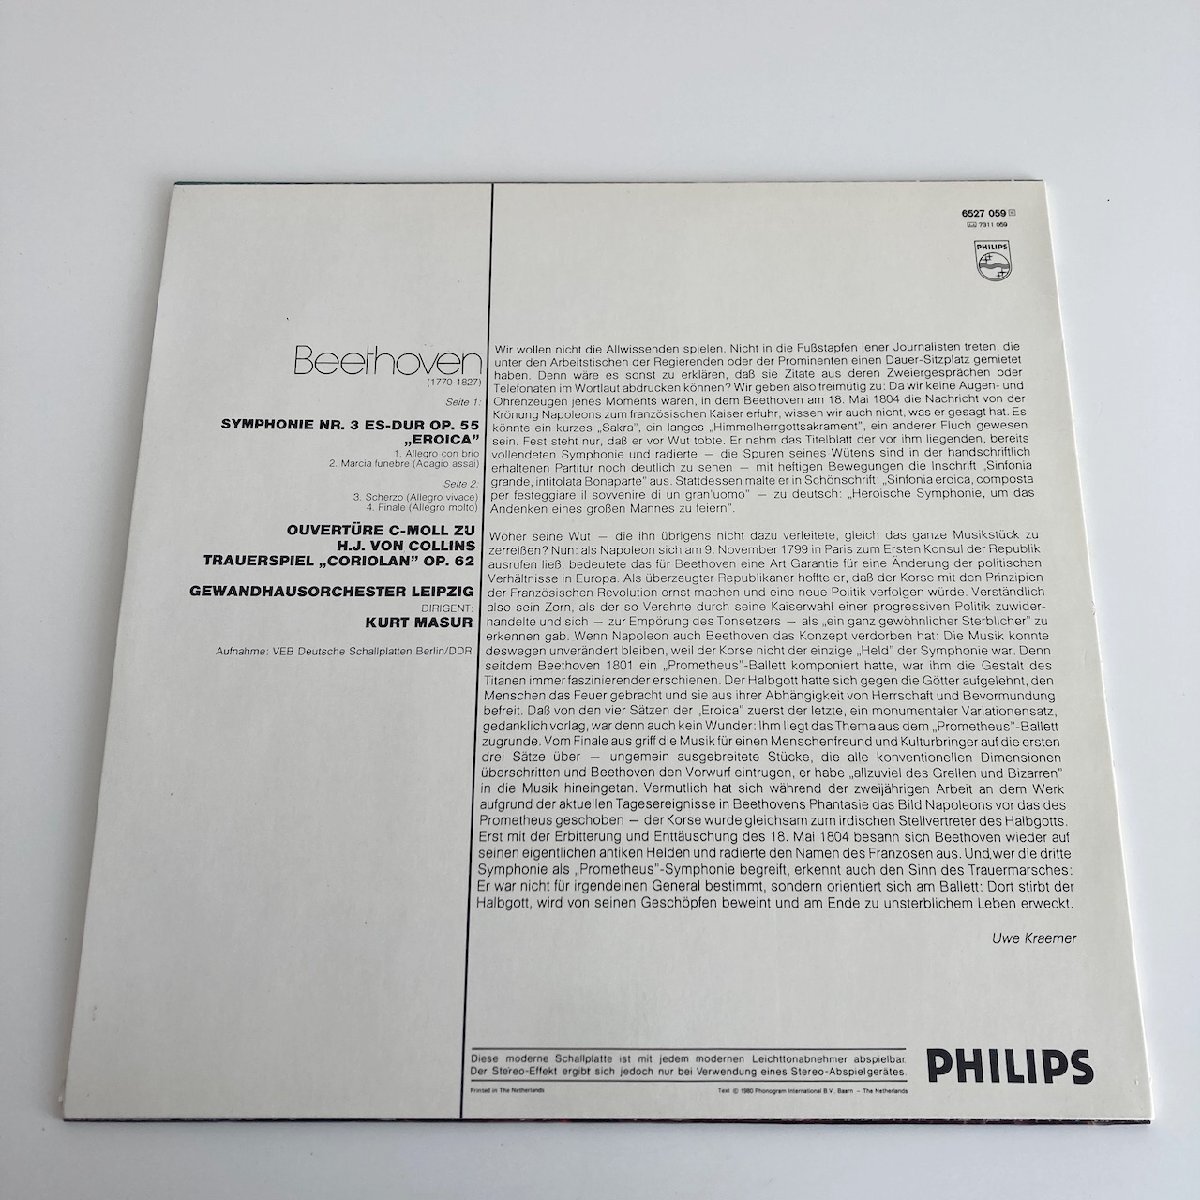 6527 059
7311 059
PHILIPS
Beethoven
(1770-1827)
Seite 1:
SYMPHONIE NR. 3 ES-DUR OP. 55
„EROICA”
1. Allegro con brio
2. Marcia funebre (Adagio assai)
Seite 2:
3. Scherzo (Allegro vivace)
4. Finale (Allegro molto)
OUVERTÜRE C-MOLL ZU
H.J. VON COLLINS
TRAUERSPIEL „CORIOLAN” OP. 62
GEWANDHAUSORCHESTER LEIPZIG
DIRIGENT:
KURT MASUR
Aufnahme: VEB Deutsche Schallplatten Berlin/DDR
Wir wollen nicht die Allwissenden spielen. Nicht in die Fußstapfen jener Journalisten treten, die
unter den Arbeitstischen der Regierenden oder der Prominenten einen Dauer-Sitzplatz gemietet
haben. Denn wäre es sonst zu erklären, daß sie Zitate aus deren Zweiergesprächen oder
Telefonaten im Wortlaut abdrucken können? Wir geben also freimütig zu: Da wir keine Augen- und
Ohrenzeugen jenes Moments waren, in dem Beethoven am 18. Mai 1804 die Nachricht von der
Krönung Napoleons zum französischen Kaiser erfuhr, wissen wir auch nicht, was er gesagt hat. Es
könnte ein kurzes „Sakra”, ein langes „Himmelherrgottsakrament”, ein anderer Fluch gewesen
sein. Fest steht nur, daß er vor Wut tobte. Er nahm das Titelblatt der vor ihm liegenden, bereits
vollendeten Symphonie und radierte – die Spuren seines Wütens sind in der handschriftlich
erhaltenen Partitur noch deutlich zu sehen – mit heftigen Bewegungen die Inschrift „Sinfonia
grande, intitolata Bonaparte” aus. Stattdessen malte er in Schönschrift „Sinfonia eroica, composta
per festeggiare il sovvenire di un gran'uomo” – zu deutsch: „Heroische Symphonie, um das
Andenken eines großen Mannes zu feiern”.
Woher seine Wut – die ihn übrigens nicht dazu verleitete, gleich das ganze Musikstück zu
zerreißen? Nun: als Napoleon sich am 9. November 1799 in Paris zum Ersten Konsul der Republik
ausrufen ließ, bedeutete das für Beethoven eine Art Garantie für eine Änderung der politischen
Verhältnisse in Europa. Als überzeugter Republikaner hoffte er, daß der Korse mit den Prinzipien
der Französischen Revolution ernst machen und eine neue Politik verfolgen würde. Verständlich
also sein Zorn, als der so Verehrte durch seine Kaiserwahl einer progressiven Politik zuwider-
handelte und sich – zur Empörung des Tonsetzers – als „ein ganz gewöhnlicher Sterblicher” zu
erkennen gab. Wenn Napoleon auch Beethoven das Konzept verdorben hat: Die Musik konnte
deswegen unverändert bleiben, weil der Korse nicht der einzige „Held” der Symphonie war. Denn
seitdem Beethoven 1801 ein „Prometheus”-Ballett komponiert hatte, war ihm die Gestalt des
Titanen immer faszinierender erschienen. Der Halbgott hatte sich gegen die Götter aufgelehnt, den
Menschen das Feuer gebracht und sie aus ihrer Abhängigkeit von Herrschaft und Bevormundung
befreit. Daß von den vier Sätzen der „Eroica” zuerst der letzte, ein monumentaler Variationensatz,
gedanklich vorlag, war denn auch kein Wunder: Ihm liegt das Thema aus dem „Prometheus”-Ballett
zugrunde. Vom Finale aus griff die Musik für einen Menschenfreund und Kulturbringer auf die ersten
drei Sätze über – ungemein ausgebreitete Stücke, die alle konventionellen Dimensionen
überschritten und Beethoven den Vorwurf eintrugen, er habe „allzuviel des Grellen und Bizarren”
in die Musik hineingetan. Vermutlich hat sich während der zweijährigen Arbeit an dem Werk
aufgrund der aktuellen Tagesereignisse in Beethovens Phantasie das Bild Napoleons vor das des
Prometheus geschoben – der Korse wurde gleichsam zum irdischen Stellvertreter des Halbgotts.
Erst mit der Erbitterung und Enttäuschung des 18. Mai 1804 besann sich Beethoven wieder auf
seinen eigentlichen antiken Helden und radierte den Namen des Franzosen aus. Und, wer die dritte
Symphonie als „Prometheus”-Symphonie begreift, erkennt auch den Sinn des Trauermarsches:
Er war nicht für irgendeinen General bestimmt, sondern orientiert sich am Ballett: Dort stirbt der
Halbgott, wird von seinen Geschöpfen beweint und am Ende zu unsterblichem Leben erweckt.
Uwe Kraemer
Diese moderne Schallplatte ist mit jedem modernen Leichttonabnehmer abspielbar.
Der Stereo-Effekt ergibt sich jedoch nur bei Verwendung eines Stereo-Abspielgerätes.
Printed in The Netherlands
Text © 1980 Phonogram International B.V., Baarn – The Netherlands
PHILIPS